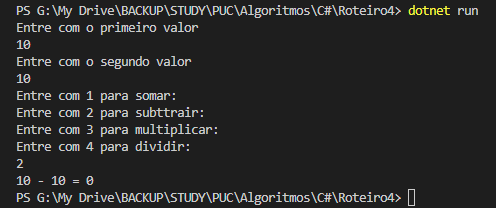 PS G:\My Drive\BACKUP\STUDY\PUC\Algoritmos\C#\Roteiro4> dotnet run
Entre com o primeiro valor
10
Entre com o segundo valor
10
Entre com 1 para somar:
Entre com 2 para subttrair:
Entre com 3 para multiplicar:
Entre com 4 para dividir:
2
10 - 10 = 0
PS G:\My Drive\BACKUP\STUDY\PUC\Algoritmos\C#\Roteiro4>